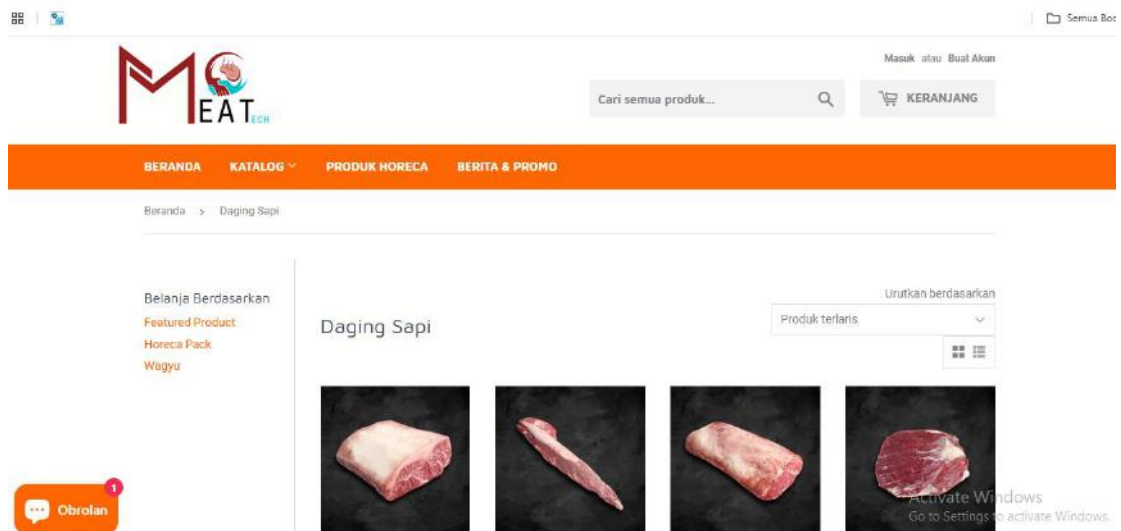 Semua Boo
MEAT
TECH
Masuk atau Buat Akun
Cari semua produk...
KERANJANG
BERANDA KATALOG PRODUK HORECA BERITA & PROMO
Beranda > Daging Sapi
Belanja Berdasarkan
Featured Product
Horeca Pack
Wagyu
Daging Sapi
Urutkan berdasarkan
Produk terlaris
1
Obrolan
Activate Windows
Go to Settings to activate Windows.